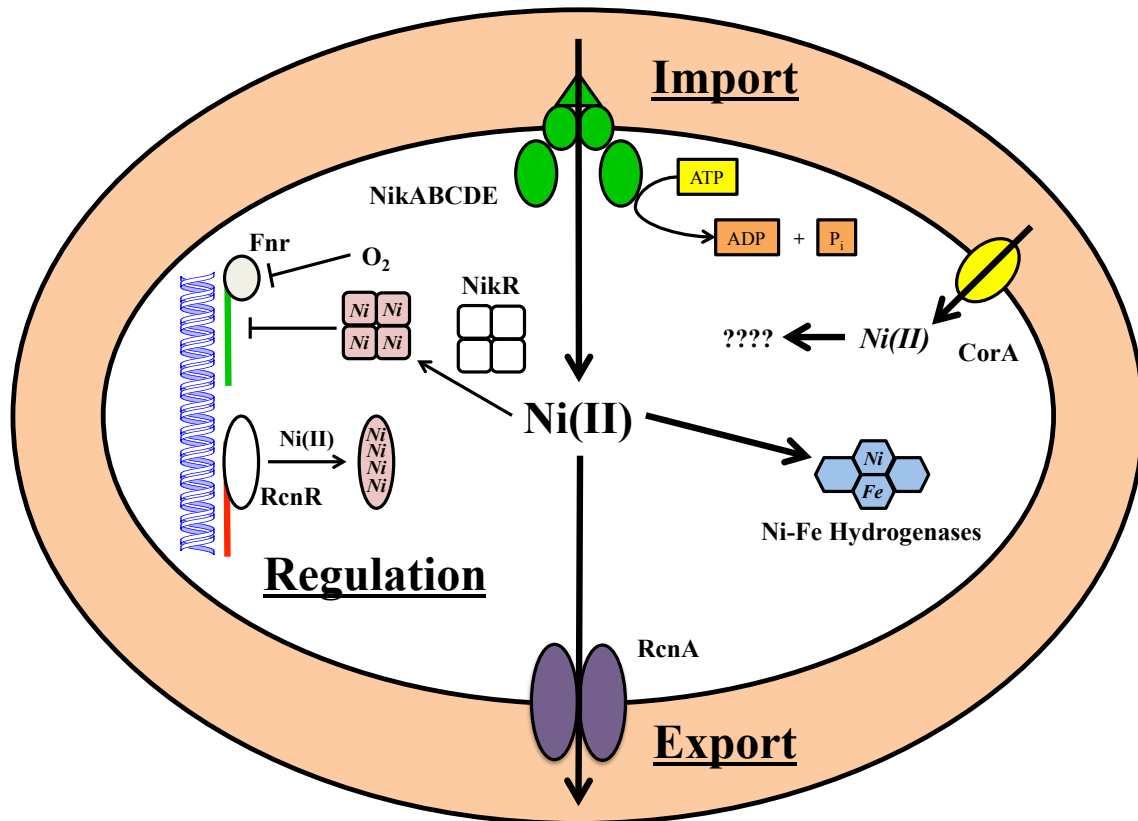 Import
NikABCDE
ATP
ADP + Pi
Fnr
O2
NikR
Ni Ni
Ni Ni
???? Ni(II)
CorA
Ni(II)
Ni(II)
RcnR
Ni
Ni
Ni
Ni
Ni
Fe
Ni-Fe Hydrogenases
Regulation
RcnA
Export